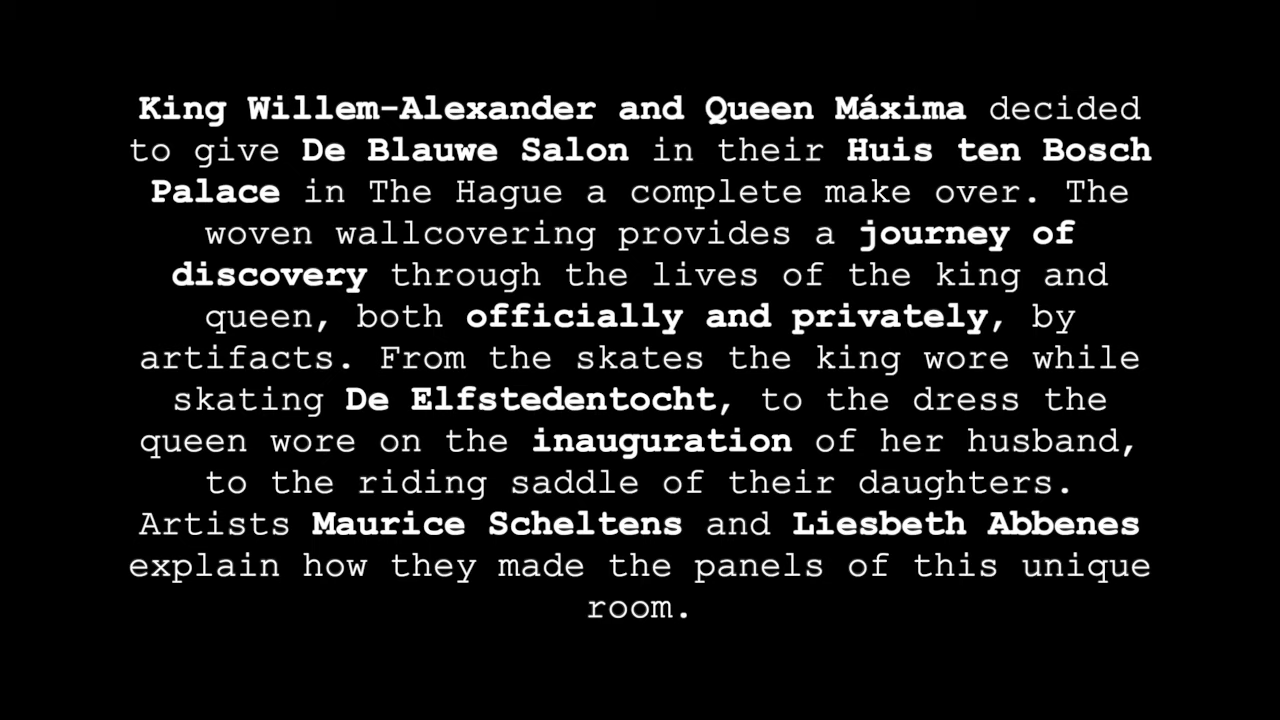 King Willem-Alexander and Queen Máxima decided
to give De Blauwe Salon in their Huis ten Bosch
Palace in The Hague a complete make over. The
woven wallcovering provides a journey of
discovery through the lives of the king and
queen, both officially and privately, by
artifacts. From the skates the king wore while
skating De Elfstedentocht, to the dress the
queen wore on the inauguration of her husband,
to the riding saddle of their daughters.
Artists Maurice Scheltens and Liesbeth Abbenes
explain how they made the panels of this unique
room.